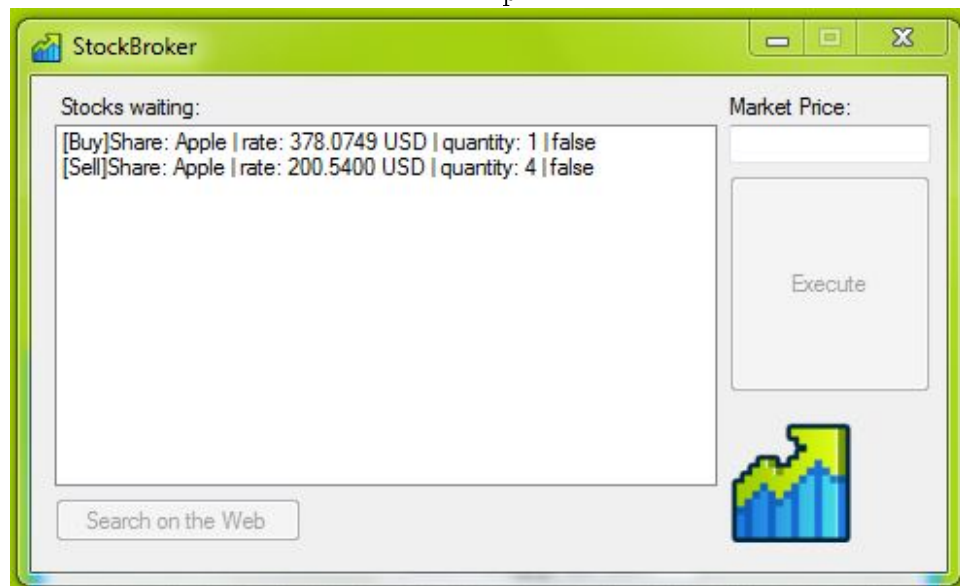 StockBroker
Stocks waiting:
Market Price:
[Buy]Share: Apple | rate: 378.0749 USD | quantity: 1 | false
[Sell]Share: Apple | rate: 200.5400 USD | quantity: 4 | false
Execute
Search on the Web